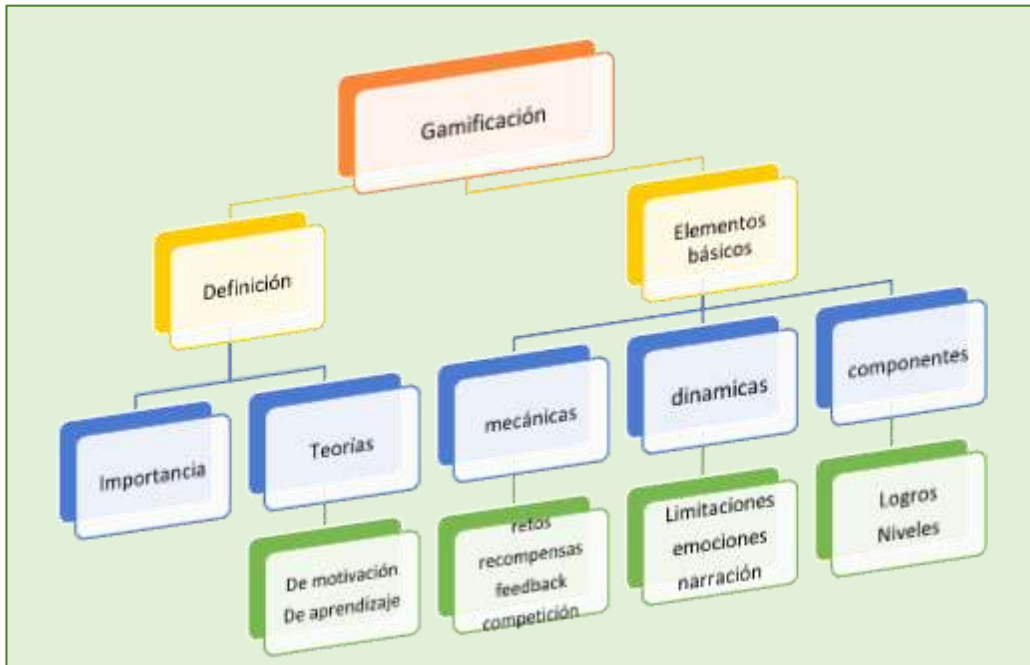 Gamificación
Definición
Elementos
básicos
Importancia
Teorías
mecánicas
dinamicas
componentes
De motivación
De aprendizaje
retos
recompensas
feedback
competición
Limitaciones
emociones
narración
Logros
Niveles